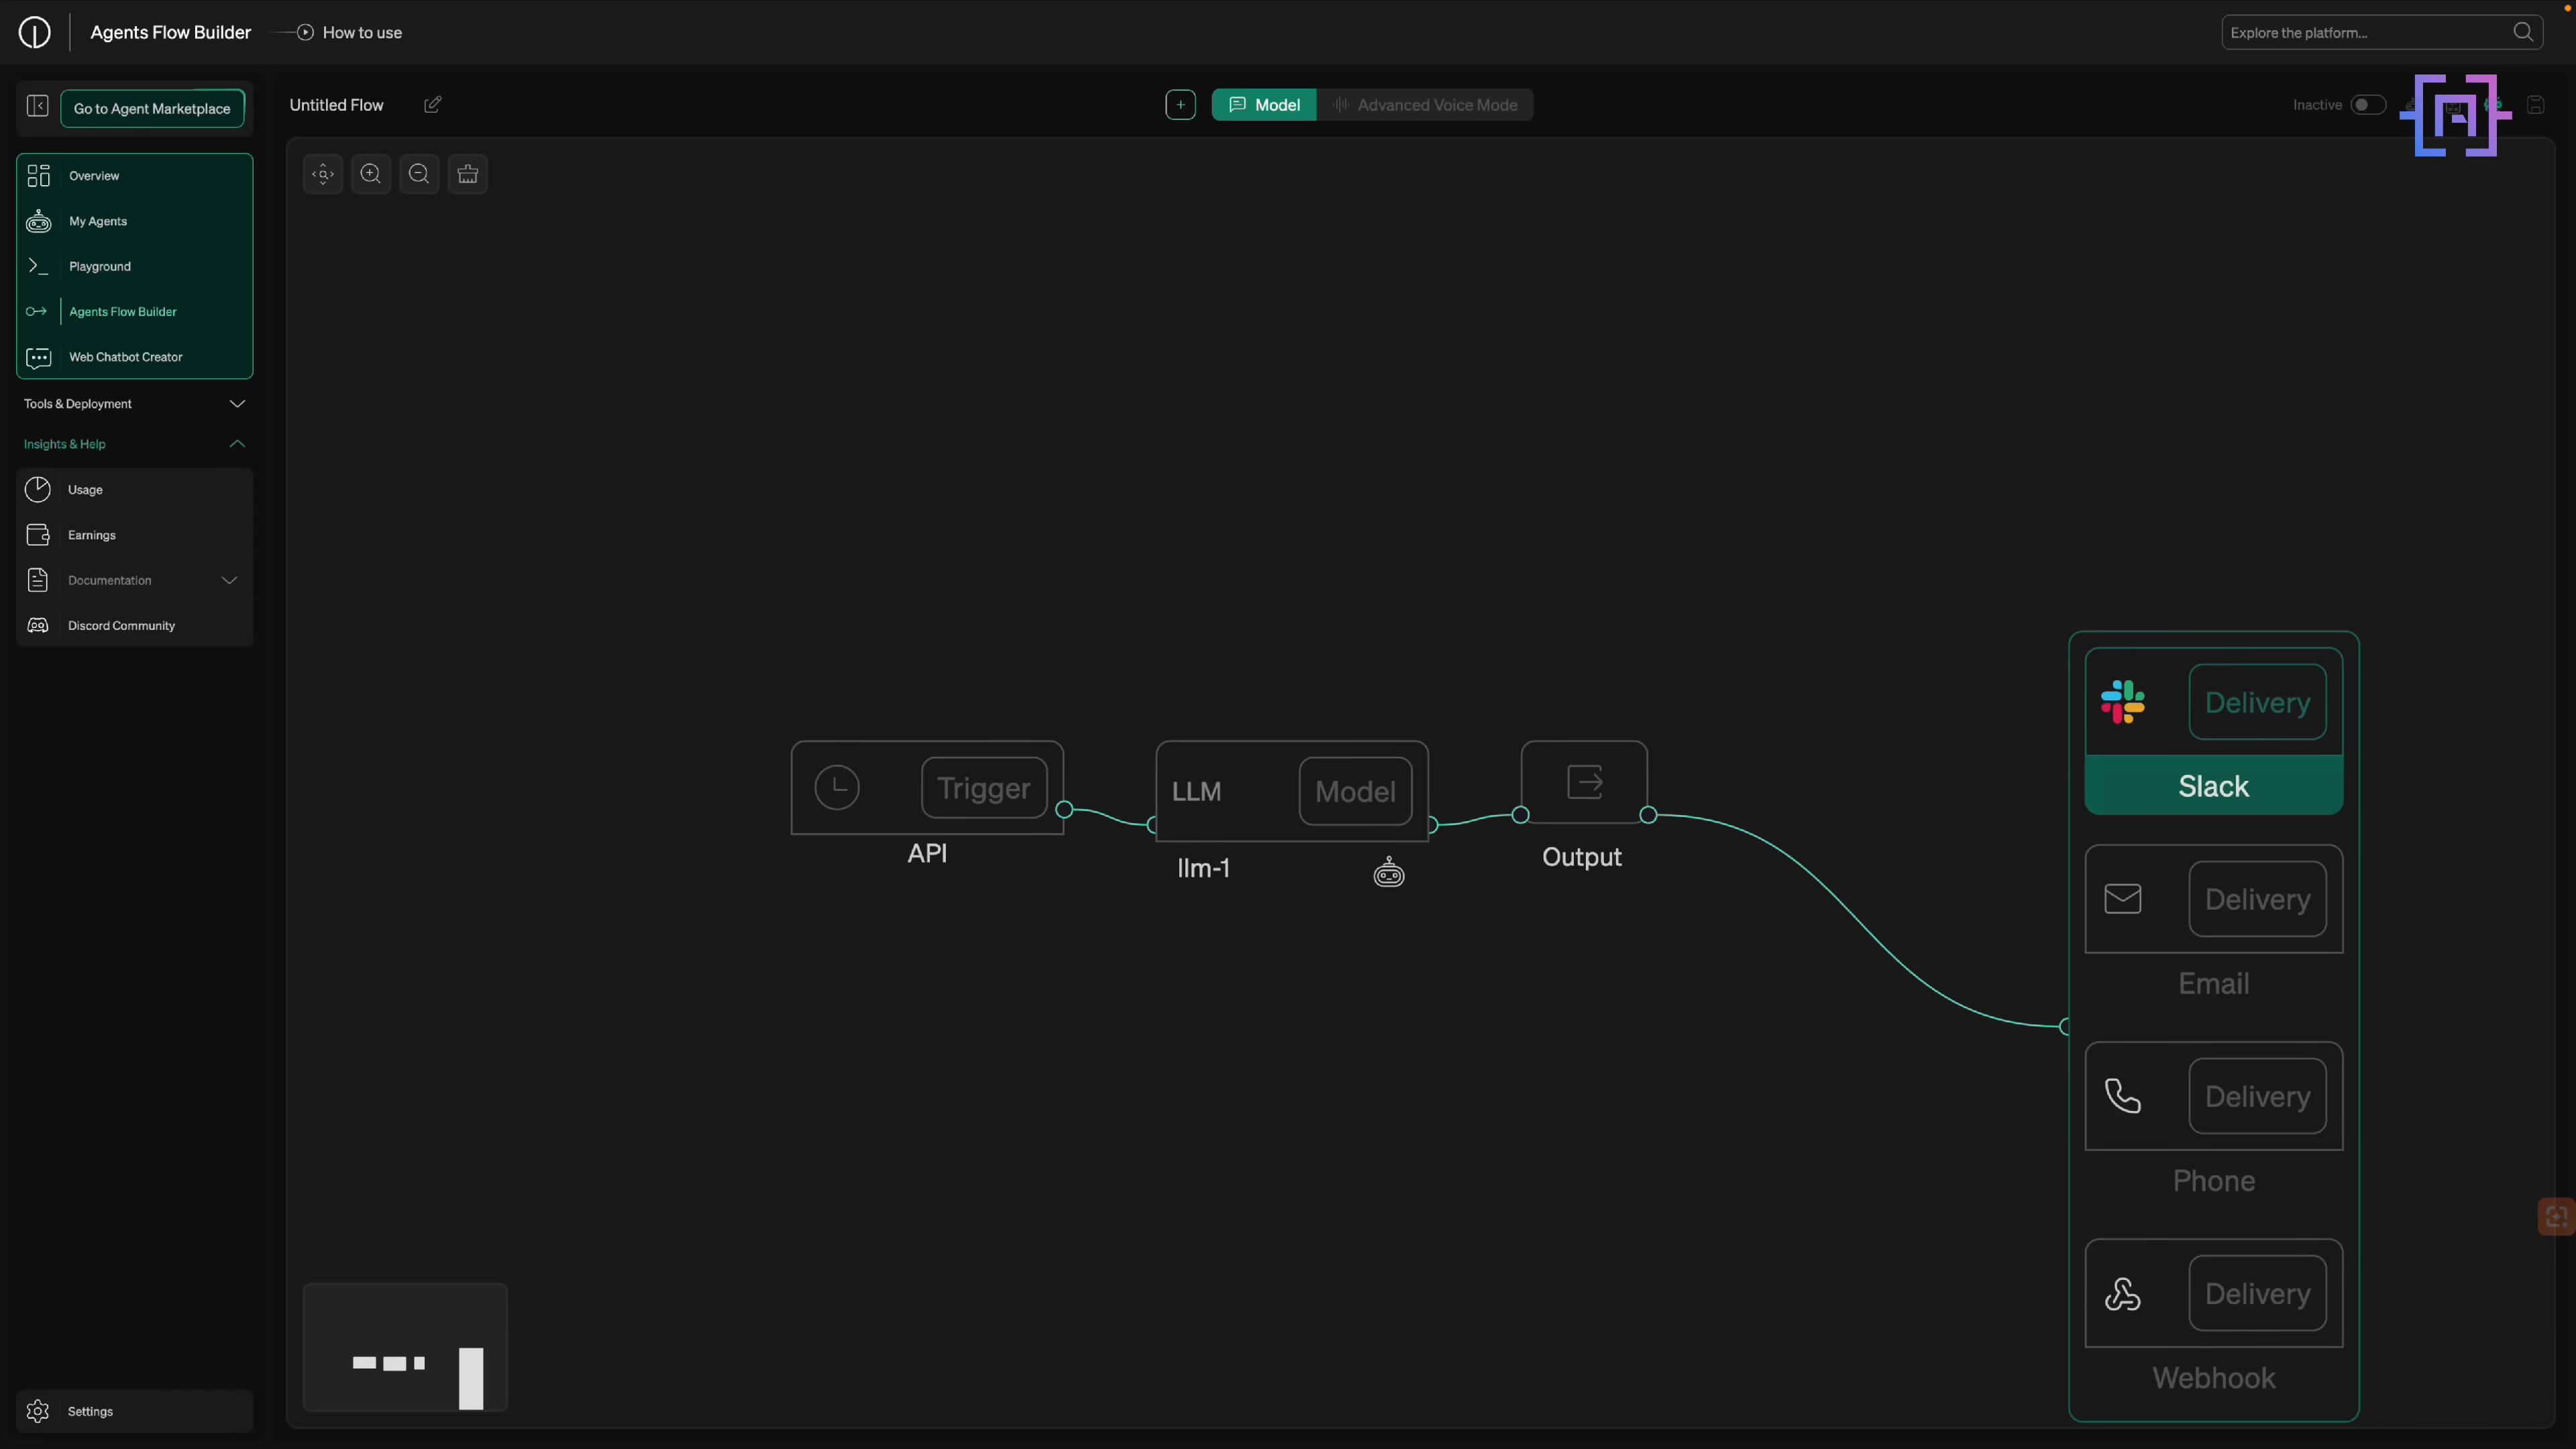 Agents Flow Builder
How to use
Explore the platform...
Go to Agent Marketplace
Untitled Flow
Model
Advanced Voice Mode
Inactive
Overview
My Agents
Playground
Agents Flow Builder
Web Chatbot Creator
Tools & Deployment
Insights & Help
Usage
Earnings
Documentation
Discord Community
Settings
Trigger
API
LLM
Model
llm-1
Output
Delivery
Slack
Delivery
Email
Delivery
Phone
Delivery
Webhook